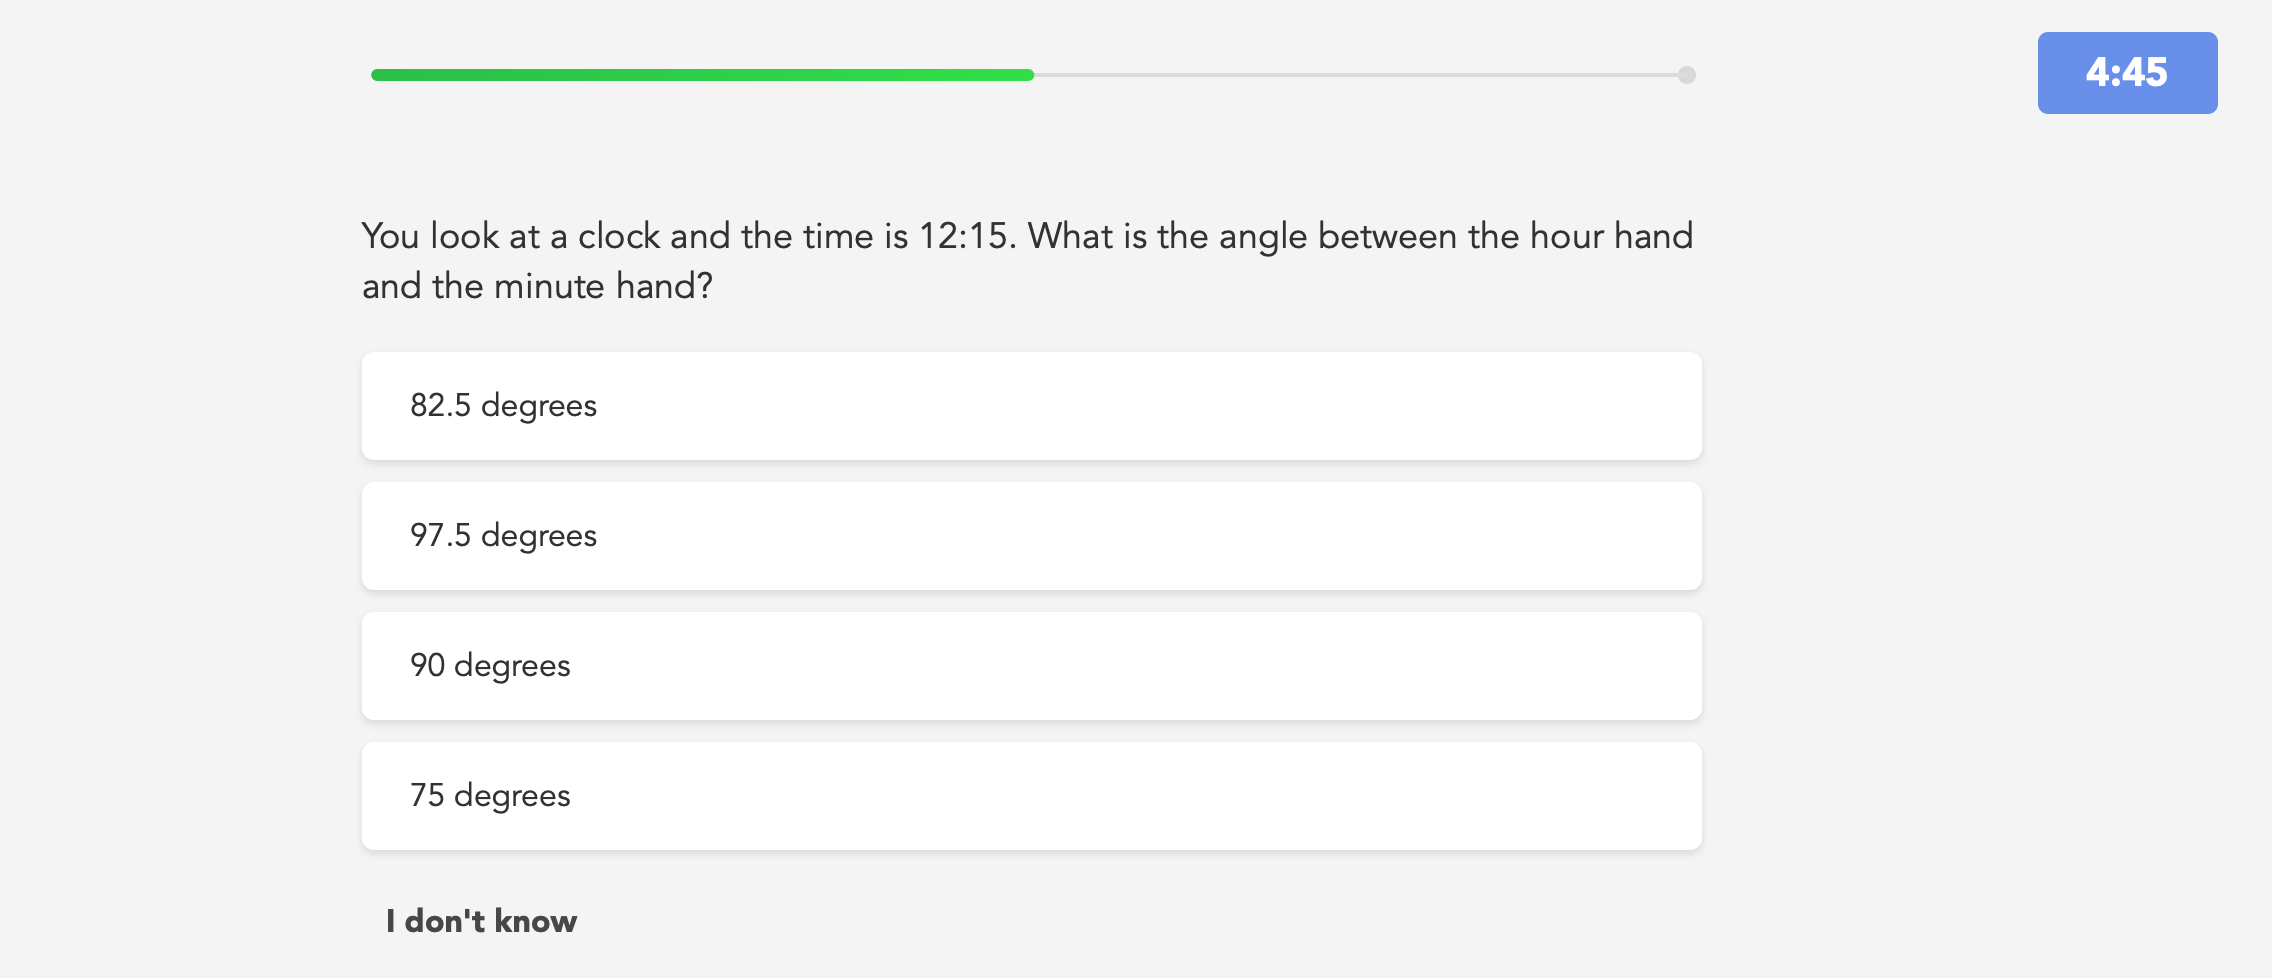 4:45
You look at a clock and the time is 12:15. What is the angle between the hour hand
and the minute hand?
82.5 degrees
97.5 degrees
90 degrees
75 degrees
I don't know